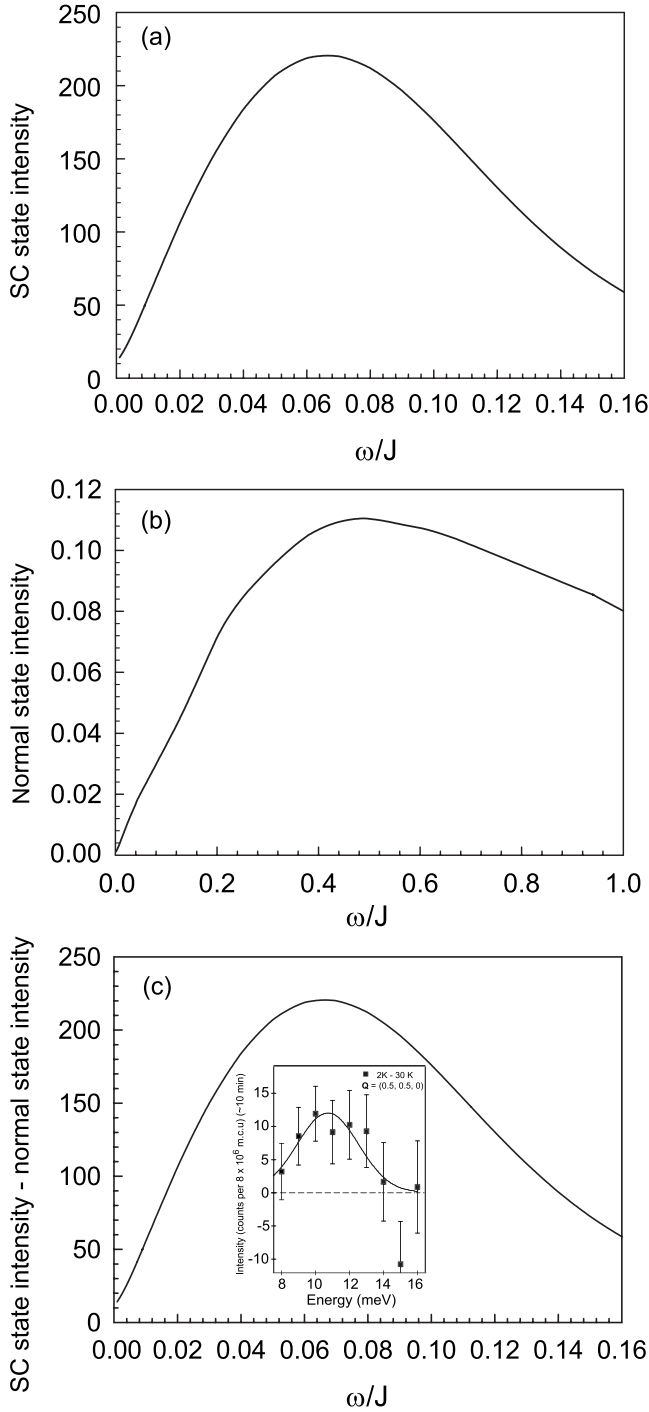 250
(a)
200
150
100
50
0
SC state intensity
0.00 0.02 0.04 0.06 0.08 0.10 0.12 0.14 0.16
ω/J
0.12
(b)
0.10
0.08
0.06
0.04
0.02
0.00
Normal state intensity
0.0 0.2 0.4 0.6 0.8 1.0
ω/J
250
(c)
200
150
100
50
0
SC state intensity - normal state intensity
2K - 30 K
Q = (0.5, 0.5, 0)
15
10
5
0
-5
-10
Intensity (counts per 8 x 10⁶ m.c.u) (~10 min)
8 10 12 14 16
Energy (meV)
0.00 0.02 0.04 0.06 0.08 0.10 0.12 0.14 0.16
ω/J